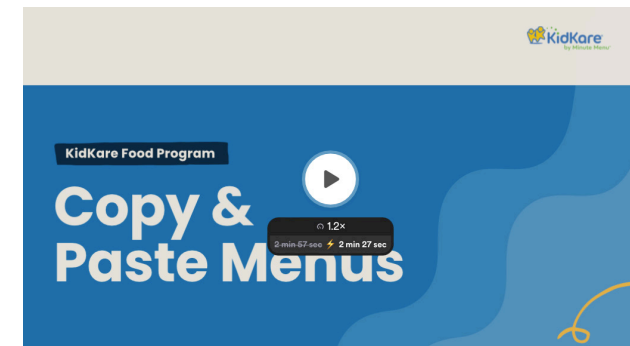 KidKare
by Minute Menu
KidKare Food Program
Copy &
Paste Menus
1.2×
2 min 57 sec ⚡ 2 min 27 sec